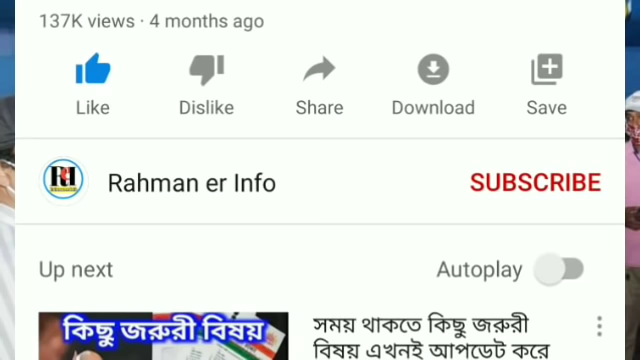 137K views · 4 months ago
Like Dislike Share Download Save
Rahman er Info SUBSCRIBE
Up next Autoplay
কিছু জরুরী বিষয়
সময় থাকতে কিছু জরুরী
বিষয় এখনই আপডেট করে